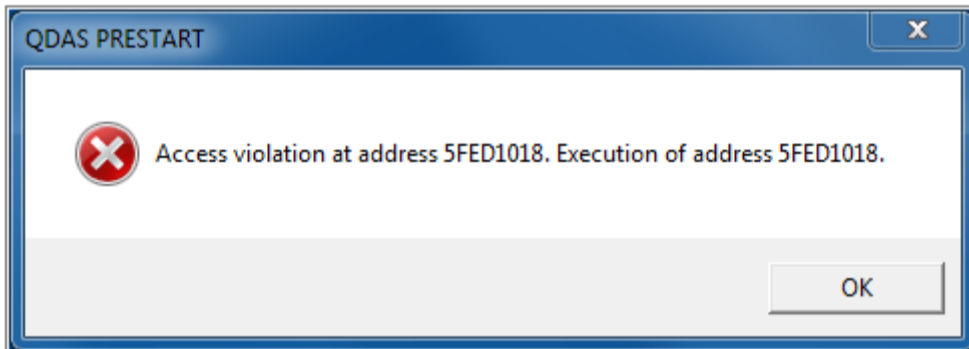 QDAS PRESTART
Access violation at address 5FED1018. Execution of address 5FED1018.
OK